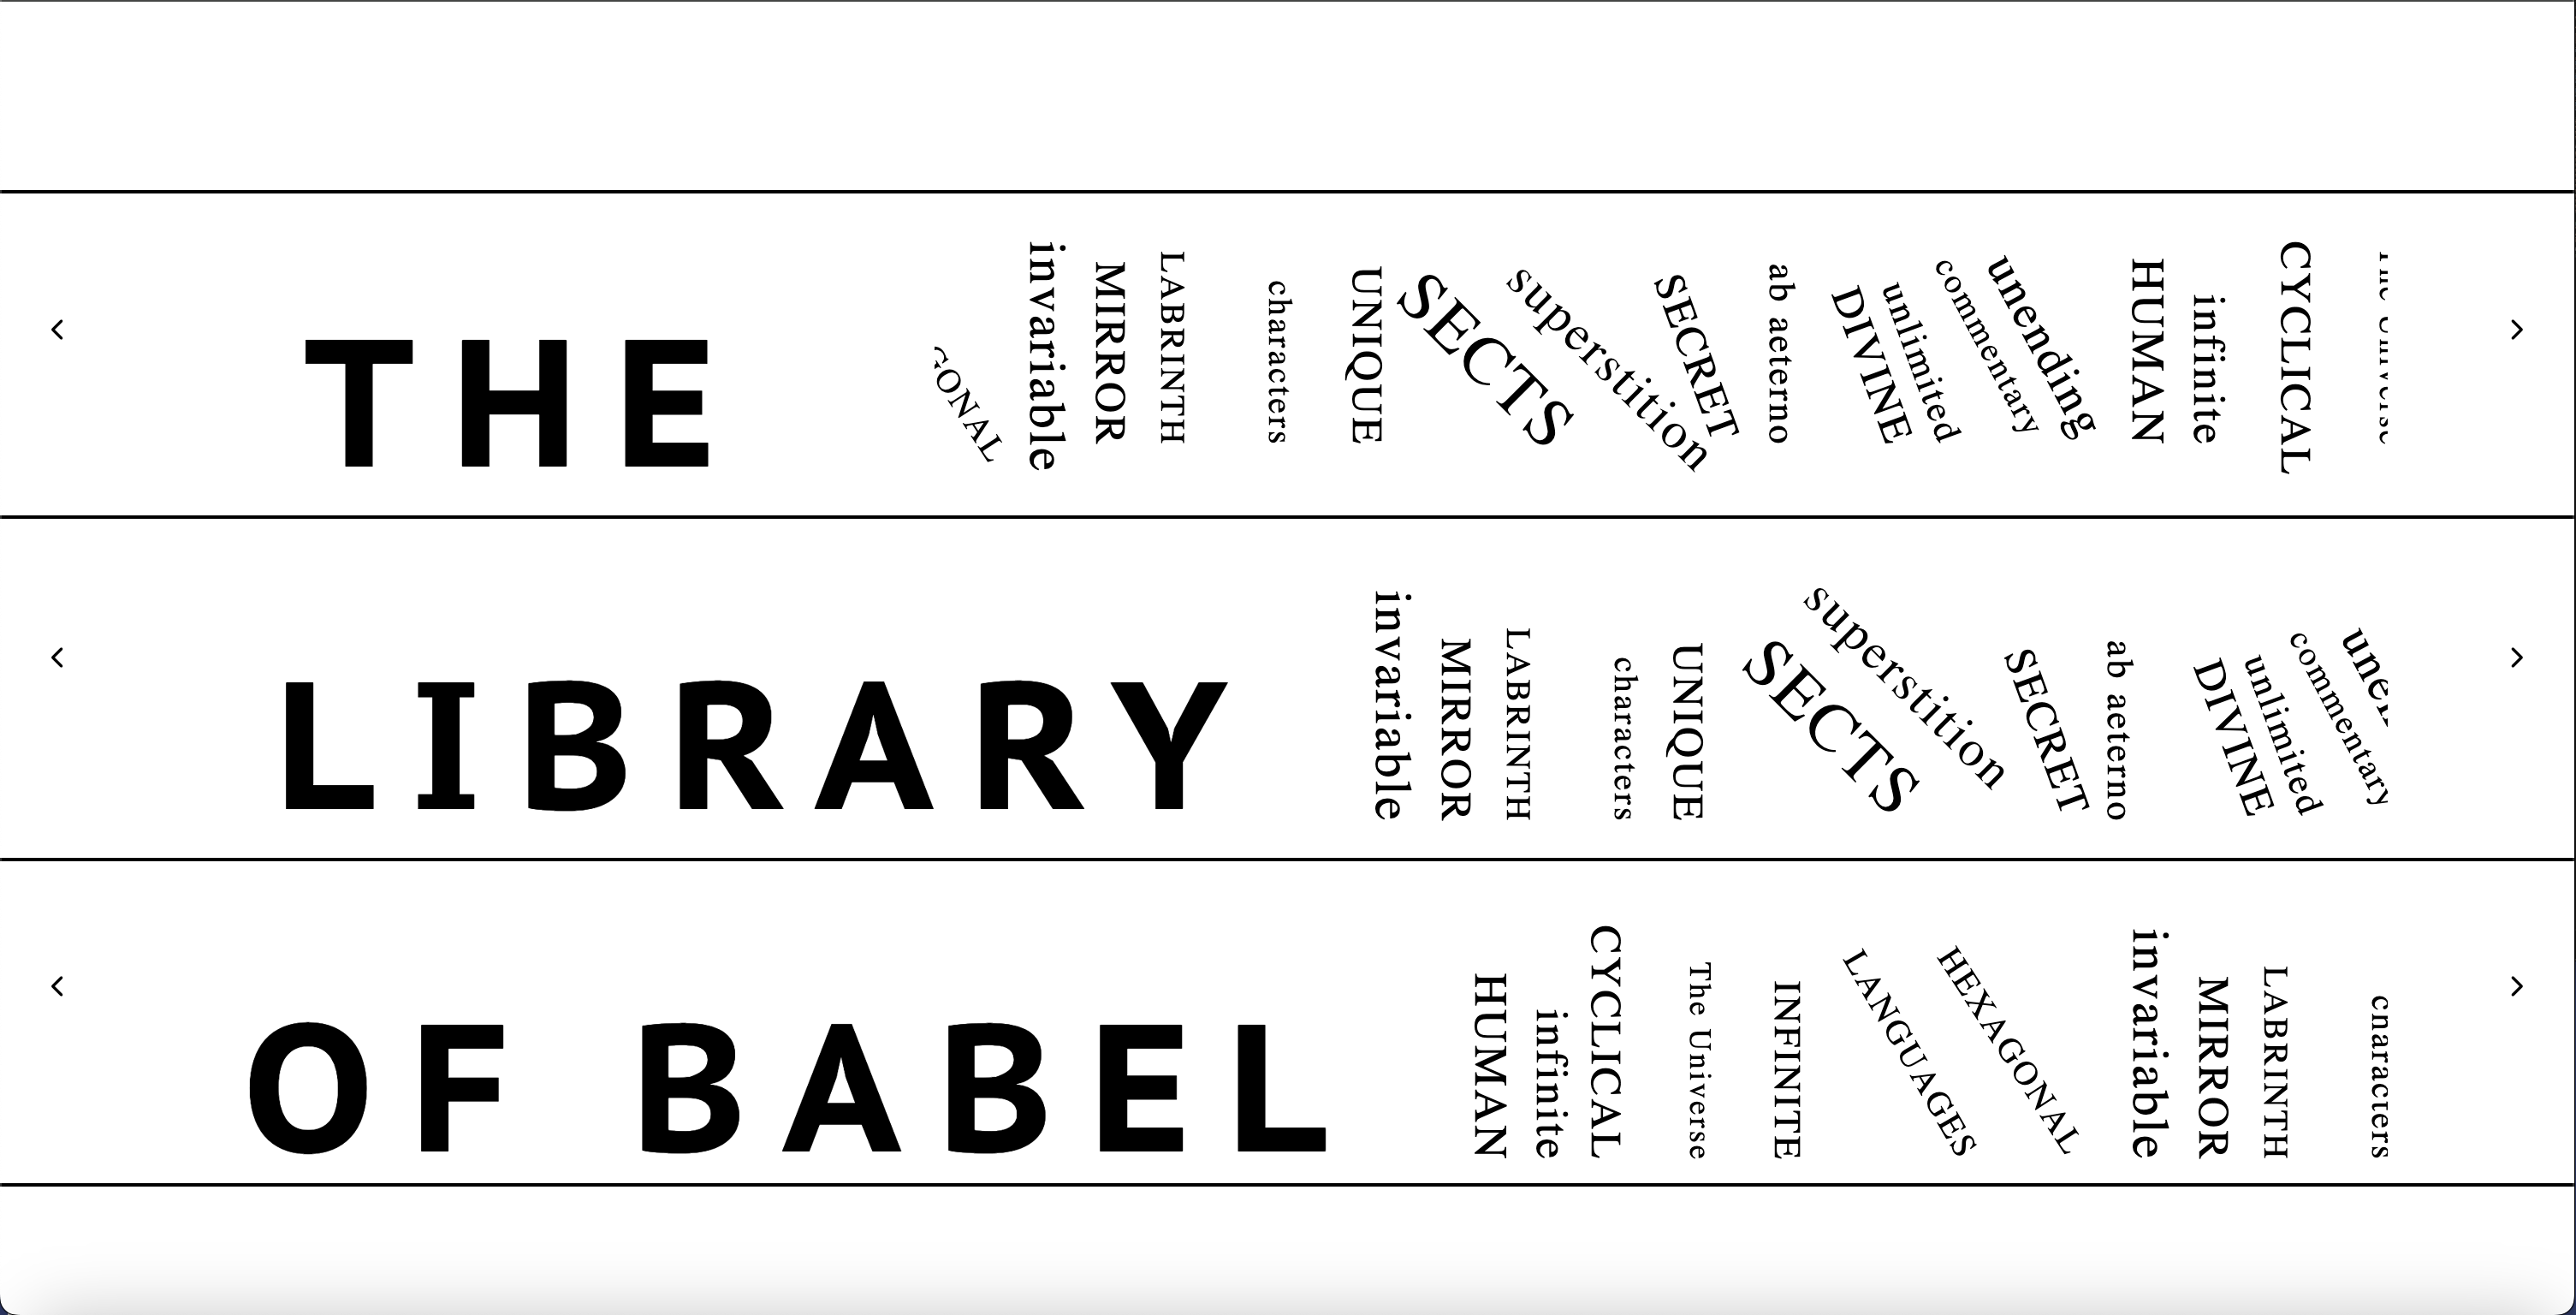 THE
GONAL
invariable
MIRROR
LABRINTH
characters
UNIQUE
SECTS
superstition
SECRET
ab aeterno
DIVINE
unlimited
commentary
unending
HUMAN
infinite
CYCLICAL
LIBRARY
invariable
MIRROR
LABRINTH
characters
UNIQUE
SECTS
superstition
SECRET
ab aeterno
DIVINE
unlimited
commentary
OF BABEL
HUMAN
infinite
CYCLICAL
The Universe
INFINITE
LANGUAGES
HEXAGONAL
invariable
MIRROR
LABRINTH
characters